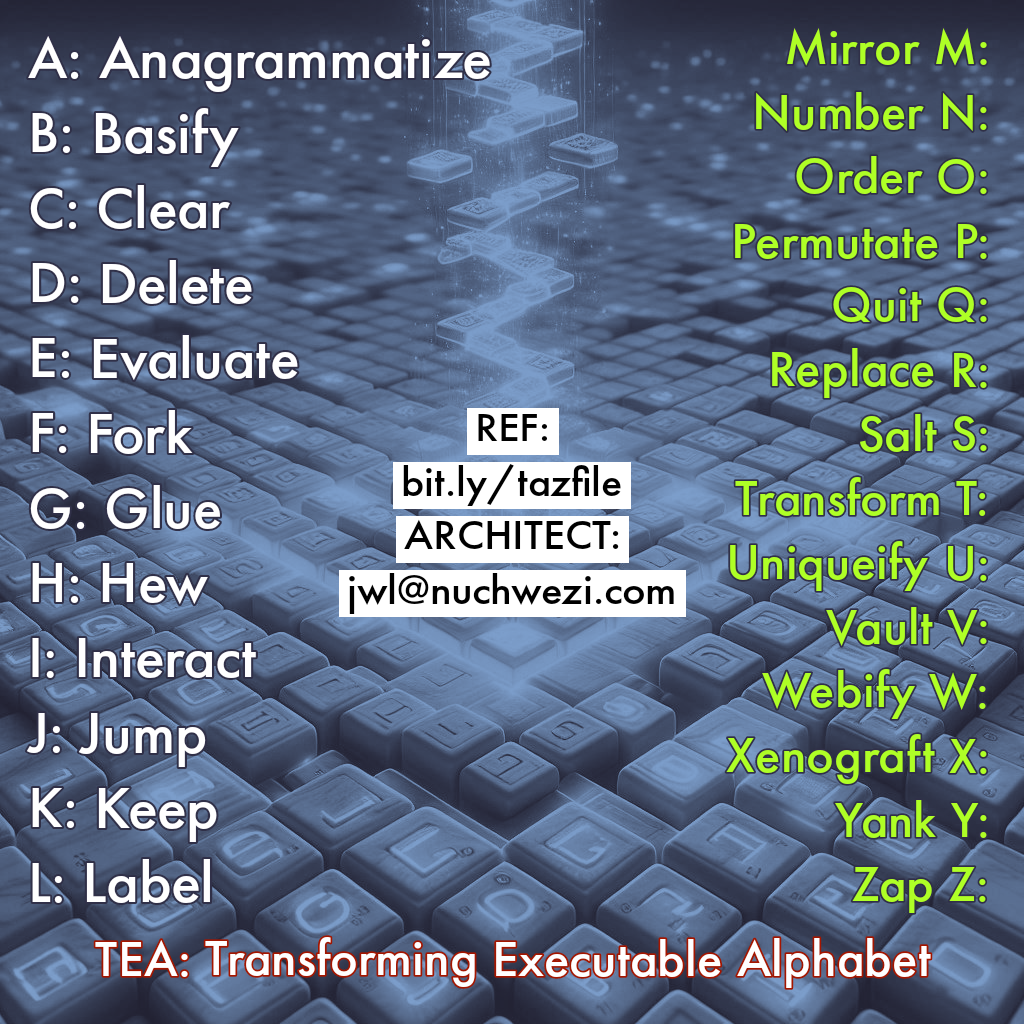 A: Anagrammatize
B: Basify
C: Clear
D: Delete
E: Evaluate
F: Fork
G: Glue
H: Hew
I: Interact
J: Jump
K: Keep
L: Label
REF:
bit.ly/tazfile
ARCHITECT:
jwl@nuchwezi.com
Mirror M:
Number N:
Order O:
Permutate P:
Quit Q:
Replace R:
Salt S:
Transform T:
Uniqueify U:
Vault V:
Webify W:
Xenograft X:
Yank Y:
Zap Z:
TEA: Transforming Executable Alphabet